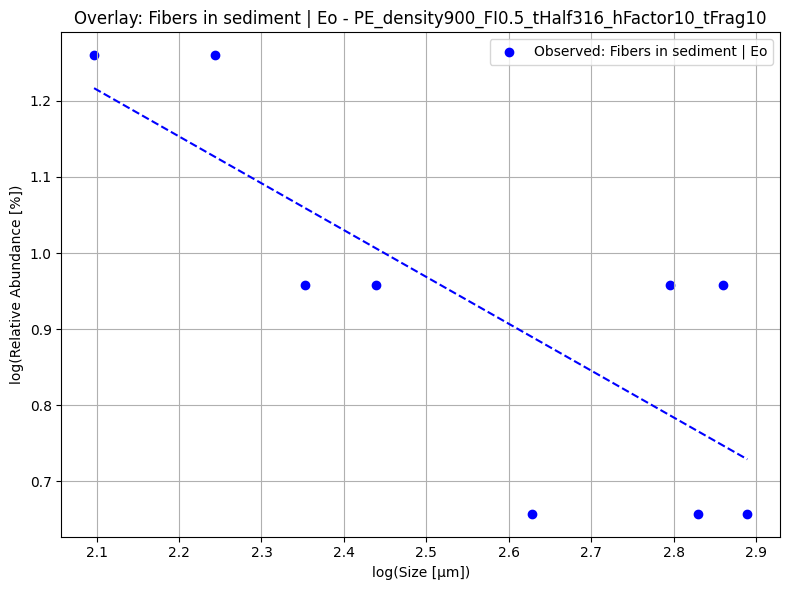 Overlay: Fibers in sediment | Eo - PE_density900_FI0.5_tHalf316_hFactor10_tFrag10
Observed: Fibers in sediment | Eo
log(Relative Abundance [%])
1.2
1.1
1.0
0.9
0.8
0.7
2.1 2.2 2.3 2.4 2.5 2.6 2.7 2.8 2.9
log(Size [µm])